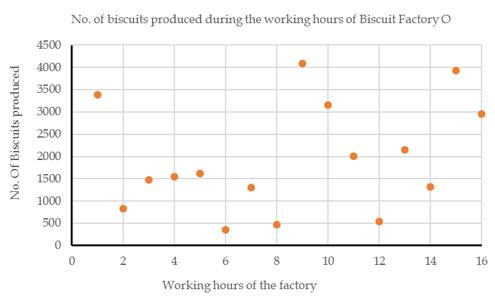 No. of biscuits produced during the working hours of Biscuit Factory O
No. Of Biscuits produced
4500
4000
3500
3000
2500
2000
1500
1000
500
0
0 2 4 6 8 10 12 14 16
Working hours of the factory